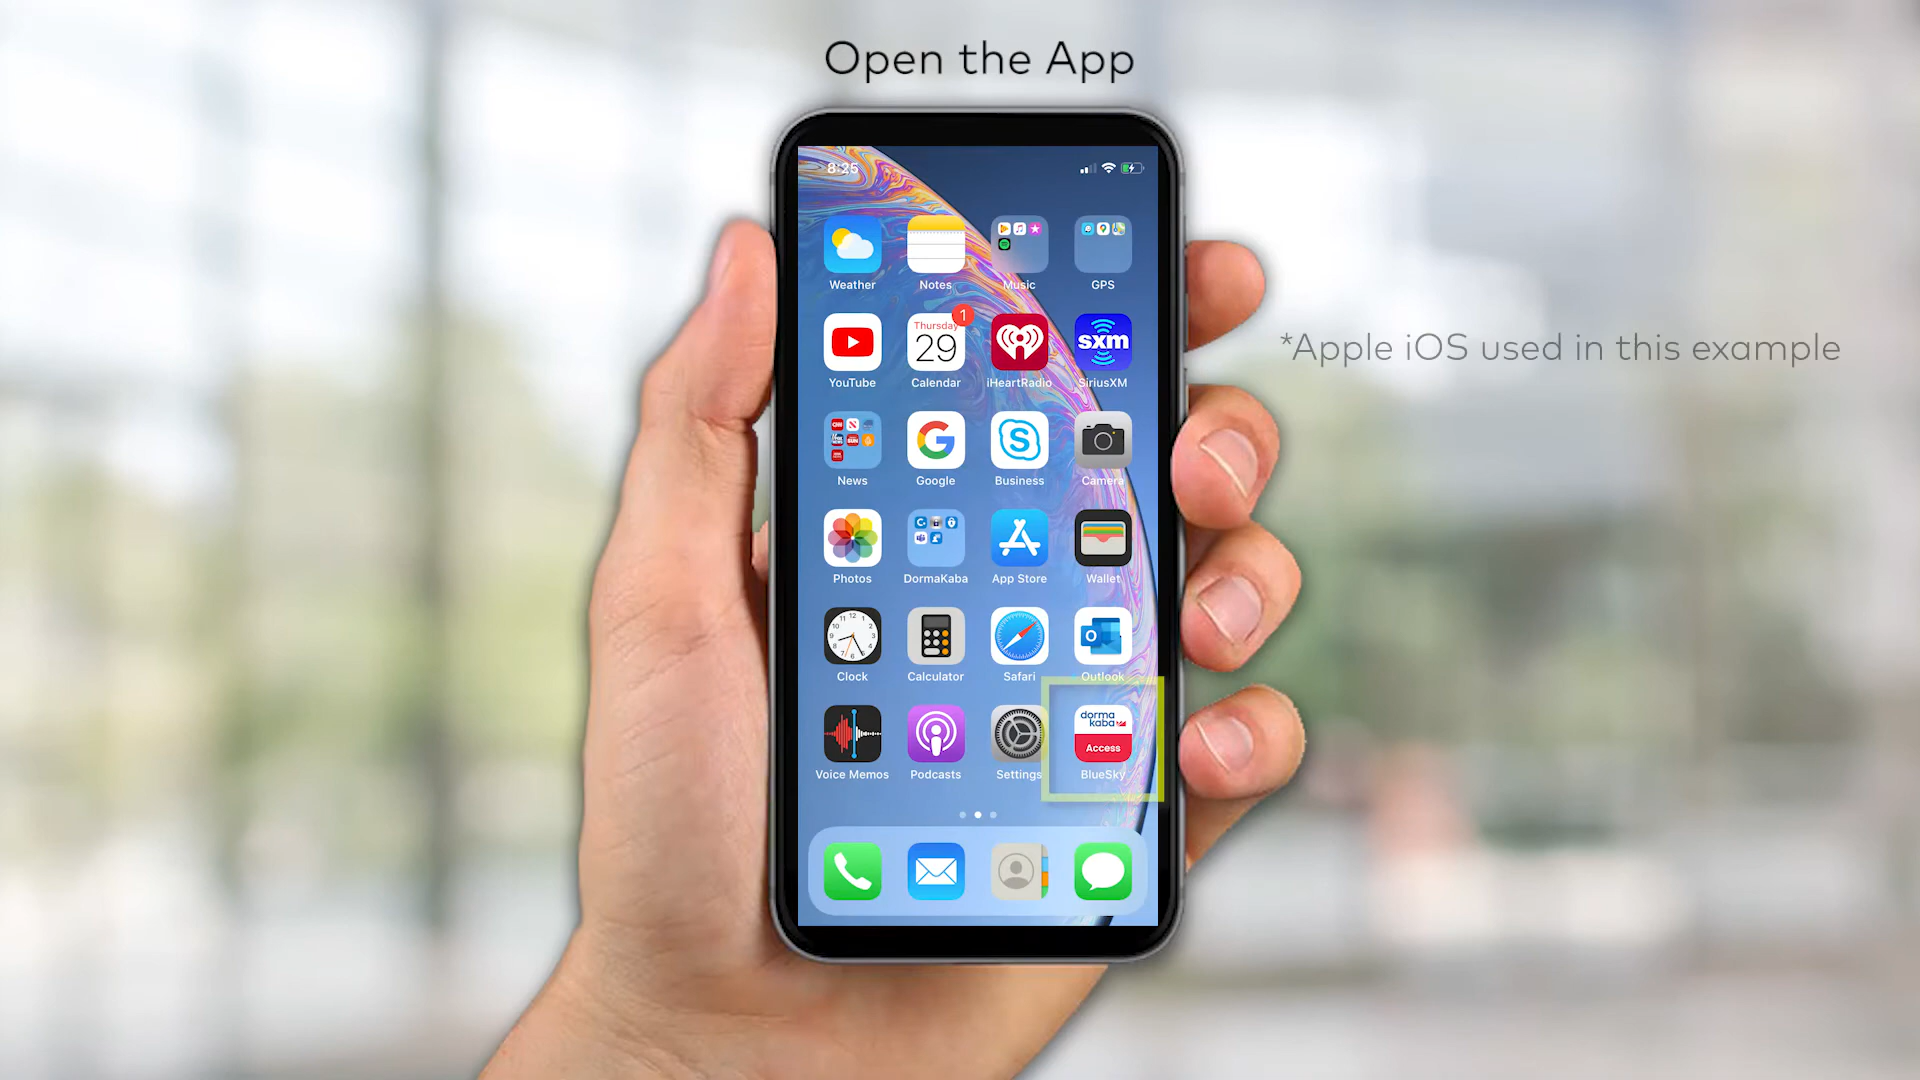 Open the App
8:25
Weather Notes Music GPS
Thursday 1
29
sxm
YouTube Calendar iHeartRadio SiriusXM
News Google Business Camera
Photos DormaKaba App Store Wallet
Clock Calculator Safari Outlook
dorma
kaba
Access
Voice Memos Podcasts Settings BlueSky
*Apple iOS used in this example